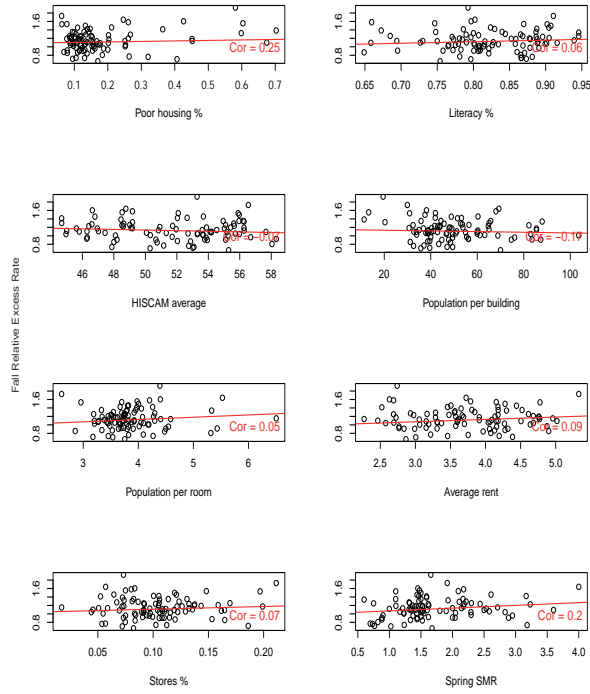 Fall Relative Excess Rate
0.8 1.6
Cor = 0.25
0.1 0.2 0.3 0.4 0.5 0.6 0.7
Poor housing %
0.8 1.6
Cor = 0.06
0.65 0.70 0.75 0.80 0.85 0.90 0.95
Literacy %
0.8 1.6
46 48 50 52 54 56 58
HISCAM average
0.8 1.6
Cor = −0.17
20 40 60 80 100
Population per building
0.8 1.6
Cor = 0.05
3 4 5 6
Population per room
0.8 1.6
Cor = 0.09
2.5 3.0 3.5 4.0 4.5 5.0
Average rent
0.8 1.6
Cor = 0.07
0.05 0.10 0.15 0.20
Stores %
0.8 1.6
Cor = 0.2
0.5 1.0 1.5 2.0 2.5 3.0 3.5 4.0
Spring SMR